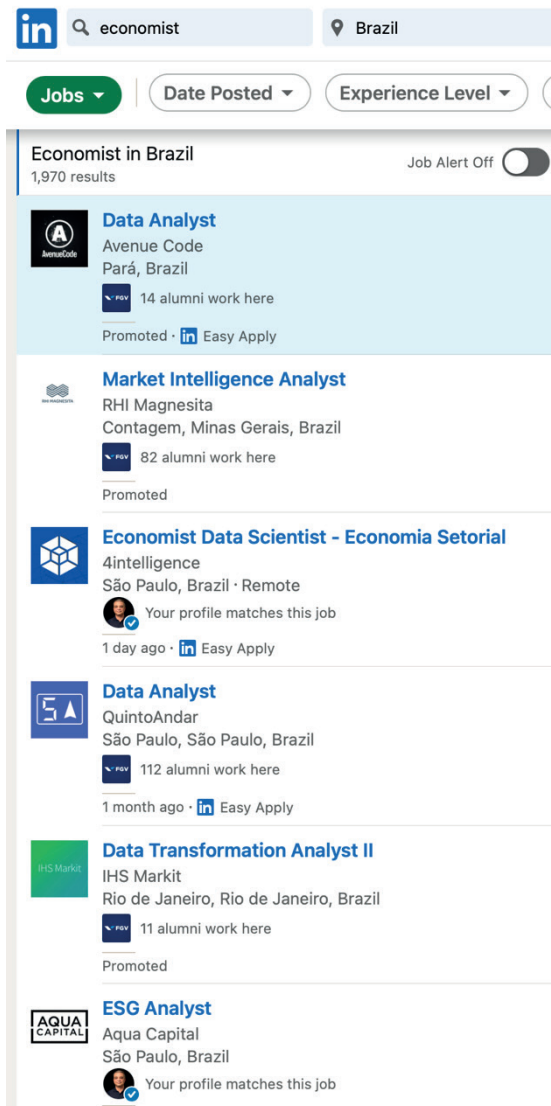 in economist Brazil
Jobs Date Posted Experience Level
Economist in Brazil
1,970 results
Job Alert Off
A
AvenueCode
Data Analyst
Avenue Code
Pará, Brazil
FGV 14 alumni work here
Promoted · in Easy Apply
RHI MAGNESITA
Market Intelligence Analyst
RHI Magnesita
Contagem, Minas Gerais, Brazil
FGV 82 alumni work here
Promoted
Economist Data Scientist - Economia Setorial
4intelligence
São Paulo, Brazil · Remote
Your profile matches this job
1 day ago · in Easy Apply
Data Analyst
QuintoAndar
São Paulo, São Paulo, Brazil
FGV 112 alumni work here
1 month ago · in Easy Apply
IHS Markit
Data Transformation Analyst II
IHS Markit
Rio de Janeiro, Rio de Janeiro, Brazil
FGV 11 alumni work here
Promoted
AQUA
CAPITAL
ESG Analyst
Aqua Capital
São Paulo, Brazil
Your profile matches this job